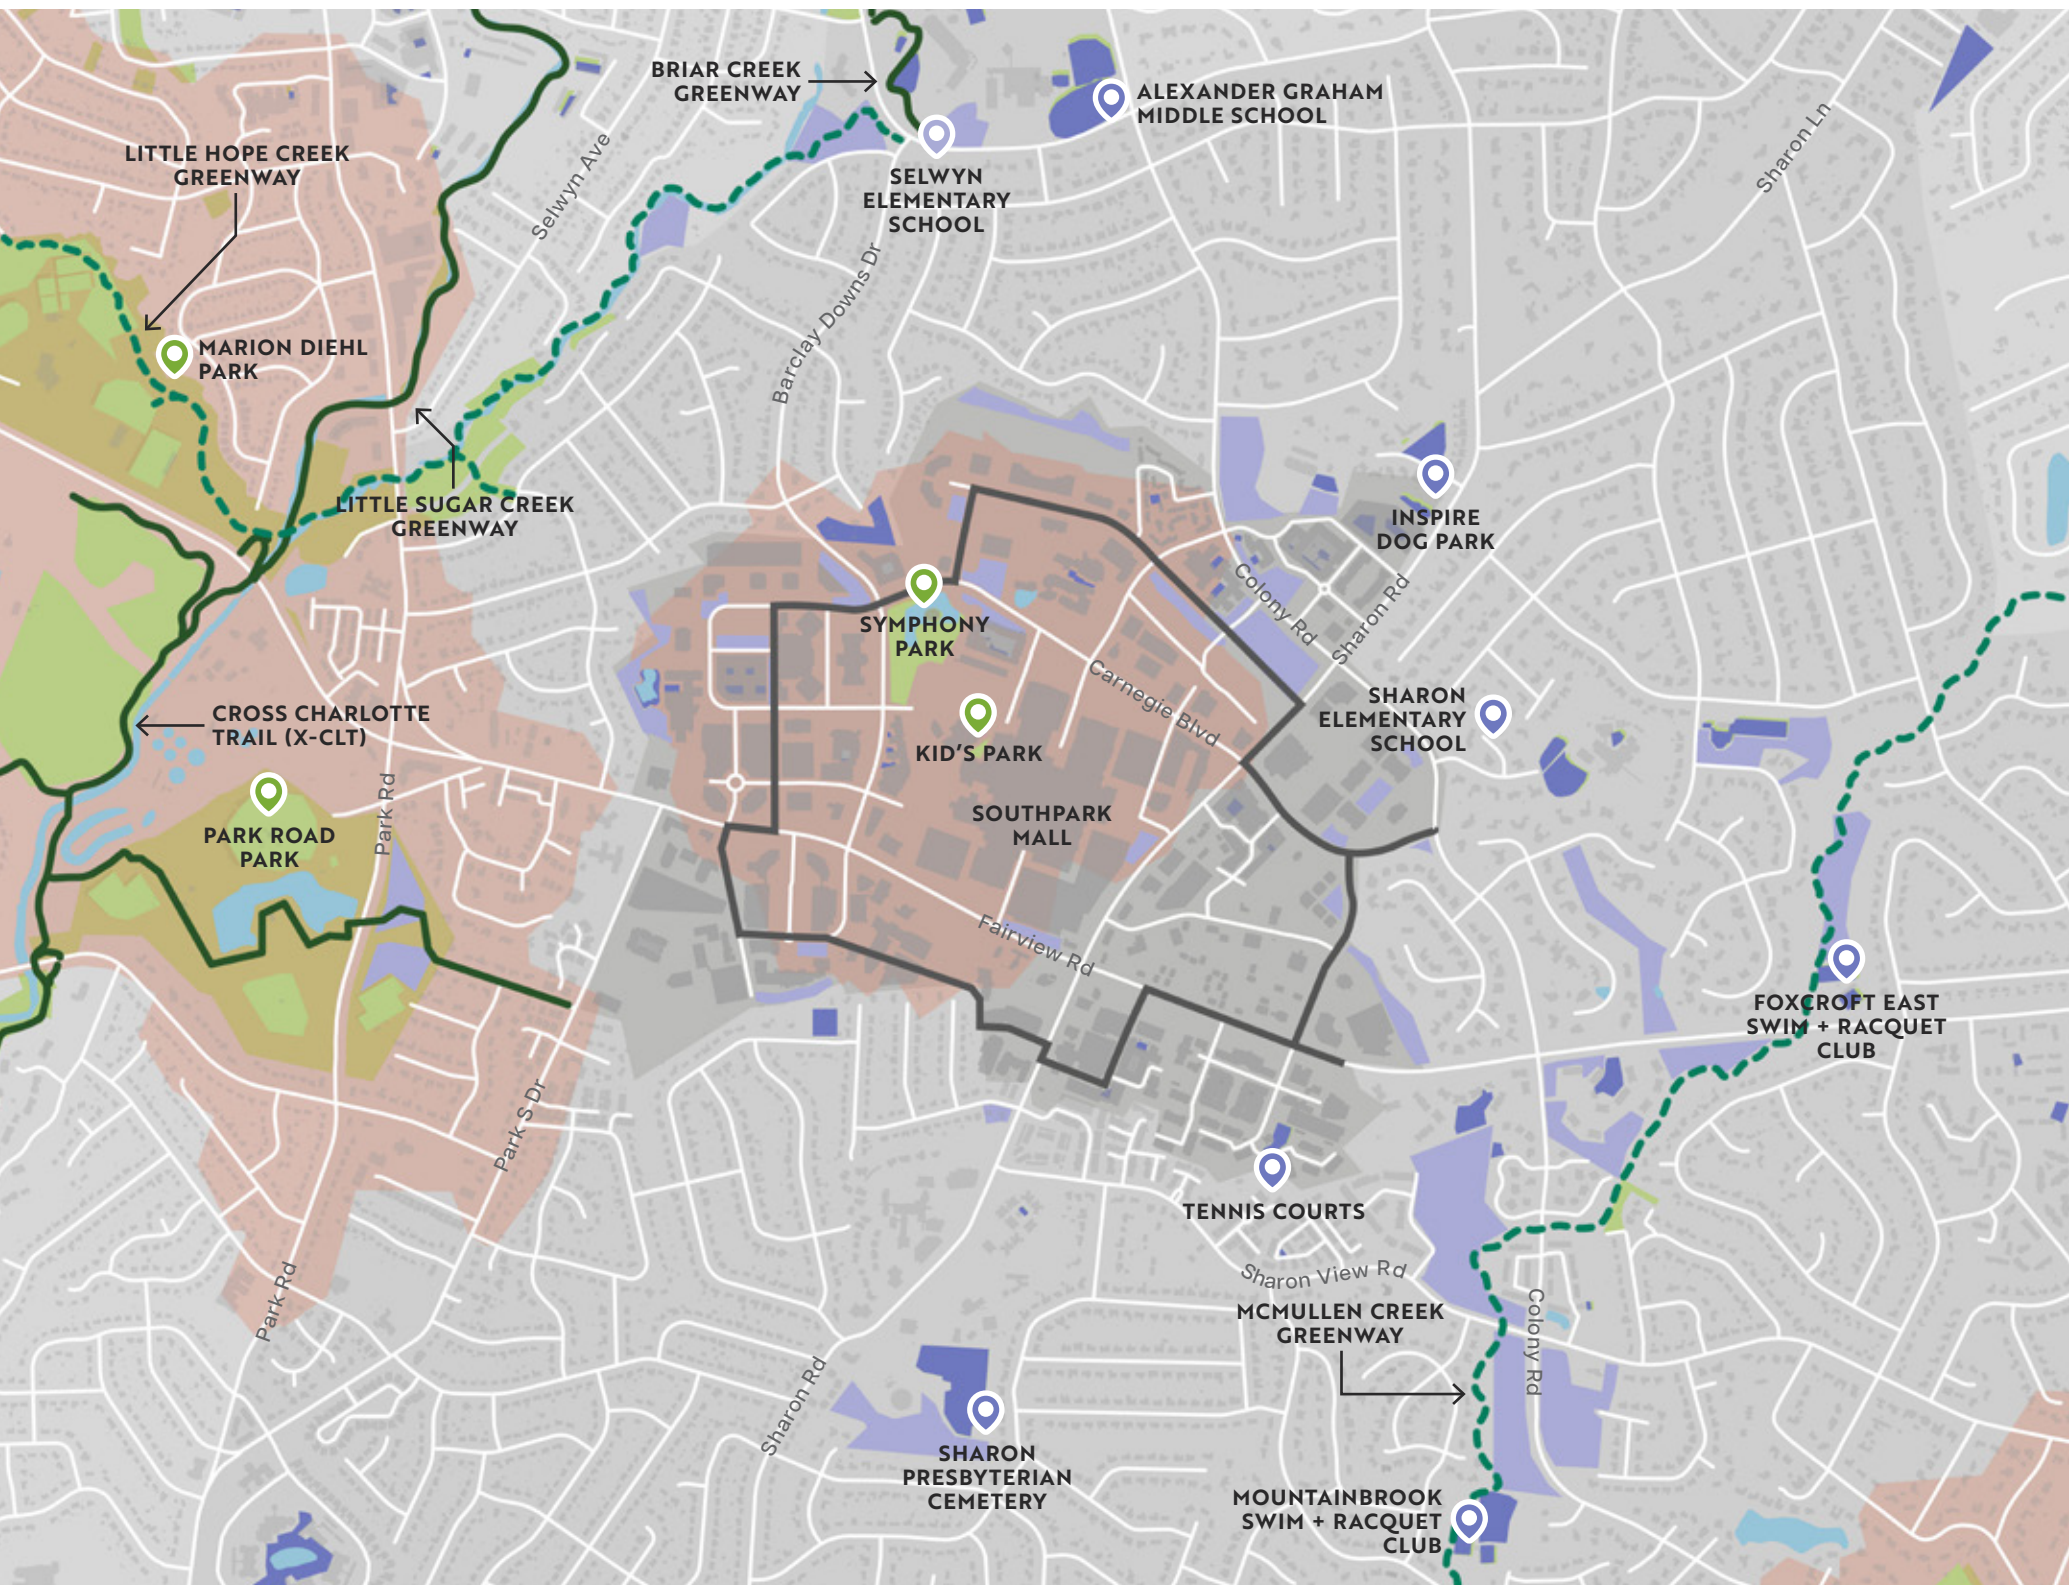 BRIAR CREEK
GREENWAY
ALEXANDER GRAHAM
MIDDLE SCHOOL
Sharon Ln
LITTLE HOPE CREEK
GREENWAY
Selwyn Ave
SELWYN
ELEMENTARY
SCHOOL
Barclay Downs Dr
MARION DIEHL
PARK
LITTLE SUGAR CREEK
GREENWAY
INSPIRE
DOG PARK
Colony Rd
Sharon Rd
SYMPHONY
PARK
Carnegie Blvd
SHARON
ELEMENTARY
SCHOOL
CROSS CHARLOTTE
TRAIL (X-CLT)
KID'S PARK
Park Rd
SOUTHPARK
MALL
PARK ROAD
PARK
Fairview Rd
FOXCROFT EAST
SWIM + RACQUET
CLUB
Park S Dr
TENNIS COURTS
Sharon View Rd
Park Rd
MCMULLEN CREEK
GREENWAY
Colony Rd
Sharon Rd
SHARON
PRESBYTERIAN
CEMETERY
MOUNTAINBROOK
SWIM + RACQUET
CLUB